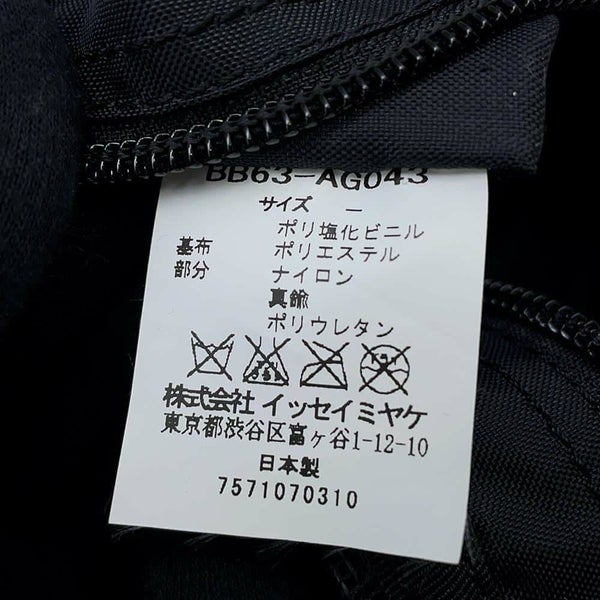 BB63-AG043
サイズ —
ポリ塩化ビニル
基布 ポリエステル
部分 ナイロン
真鍮
ポリウレタン
株式会社 イッセイミヤケ
東京都渋谷区富ヶ谷1-12-10
日本製
7571070310